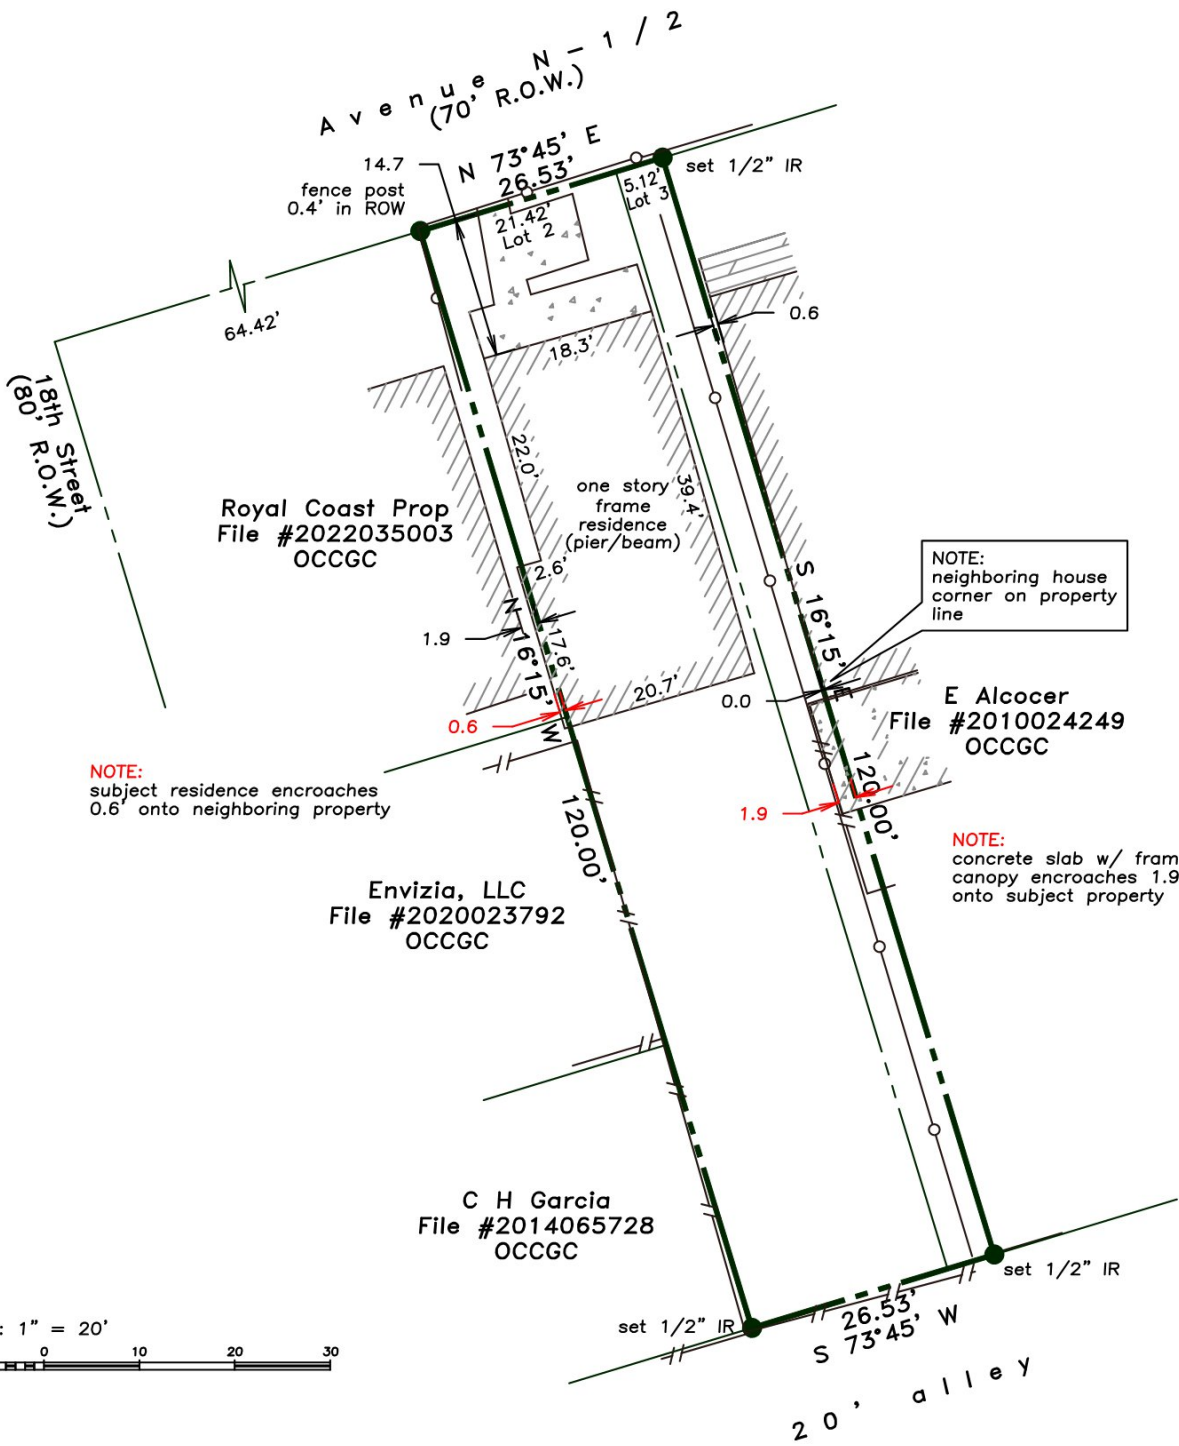 Avenue N-1/2
(70' R.O.W.)
N 73°45' E
26.53'
14.7
fence post
0.4' in ROW
set 1/2" IR
5.12'
Lot 3
21.42'
Lot 2
64.42'
18th Street
(80' R.O.W.)
18.3'
0.6
22.0'
39.4'
one story
frame
residence
(pier/beam)
Royal Coast Prop
File #2022035003
OCCGC
2.6'
1.9
17.6'
N 16°15' W
120.00'
20.7'
0.6
NOTE:
subject residence encroaches
0.6' onto neighboring property
S 16°15' E
120.00'
NOTE:
neighboring house
corner on property
line
0.0
E Alcocer
File #2010024249
OCCGC
1.9
NOTE:
concrete slab w/ fram
canopy encroaches 1.9
onto subject property
Envizia, LLC
File #2020023792
OCCGC
C H Garcia
File #2014065728
OCCGC
set 1/2" IR
set 1/2" IR
26.53'
S 73°45' W
20' alley
: 1" = 20'
0 10 20 30